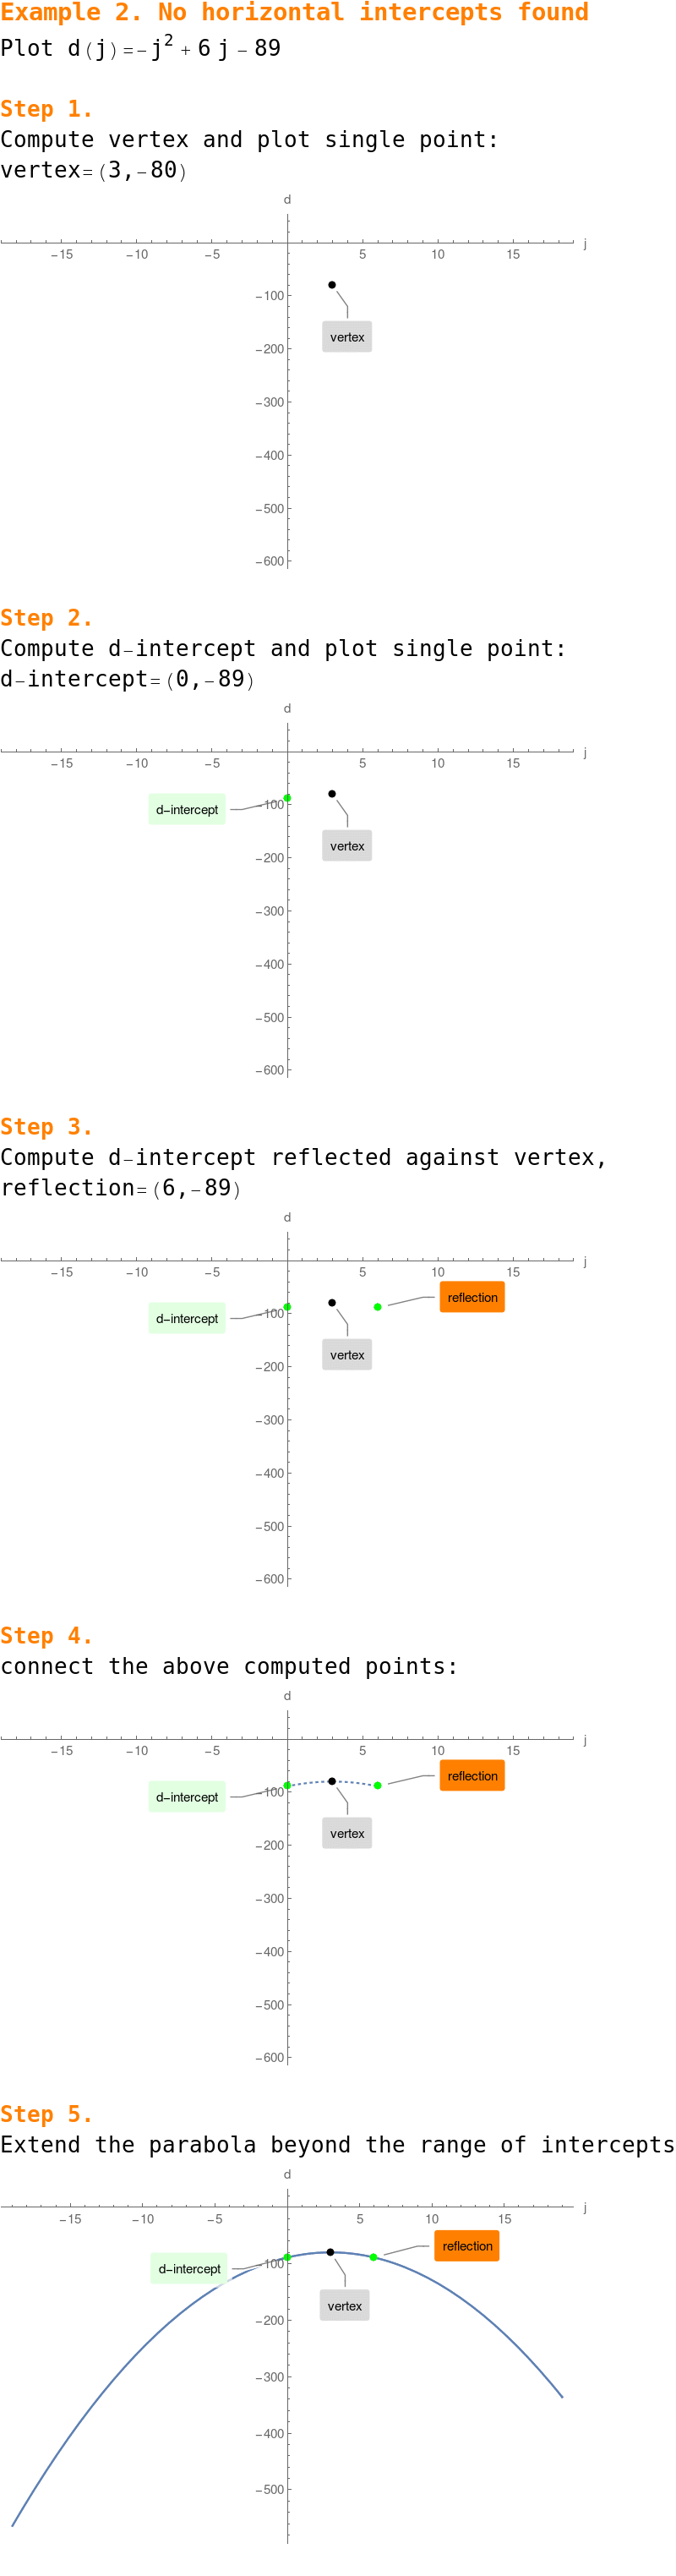 Example 2. No horizontal intercepts found
Plot d(j)=-j² + 6 j - 89
Step 1.
Compute vertex and plot single point:
vertex=(3,-80)
d
j
-15 -10 -5 5 10 15
-100
vertex
-200
-300
-400
-500
-600
Step 2.
Compute d-intercept and plot single point:
d-intercept=(0,-89)
d
j
-15 -10 -5 5 10 15
d-intercept
-100
vertex
-200
-300
-400
-500
-600
Step 3.
Compute d-intercept reflected against vertex,
reflection=(6,-89)
d
j
-15 -10 -5 5 10 15
reflection
d-intercept
-100
vertex
-200
-300
-400
-500
-600
Step 4.
connect the above computed points:
d
j
-15 -10 -5 5 10 15
reflection
d-intercept
-100
vertex
-200
-300
-400
-500
-600
Step 5.
Extend the parabola beyond the range of intercepts
d
j
-15 -10 -5 5 10 15
reflection
d-intercept
-100
vertex
-200
-300
-400
-500